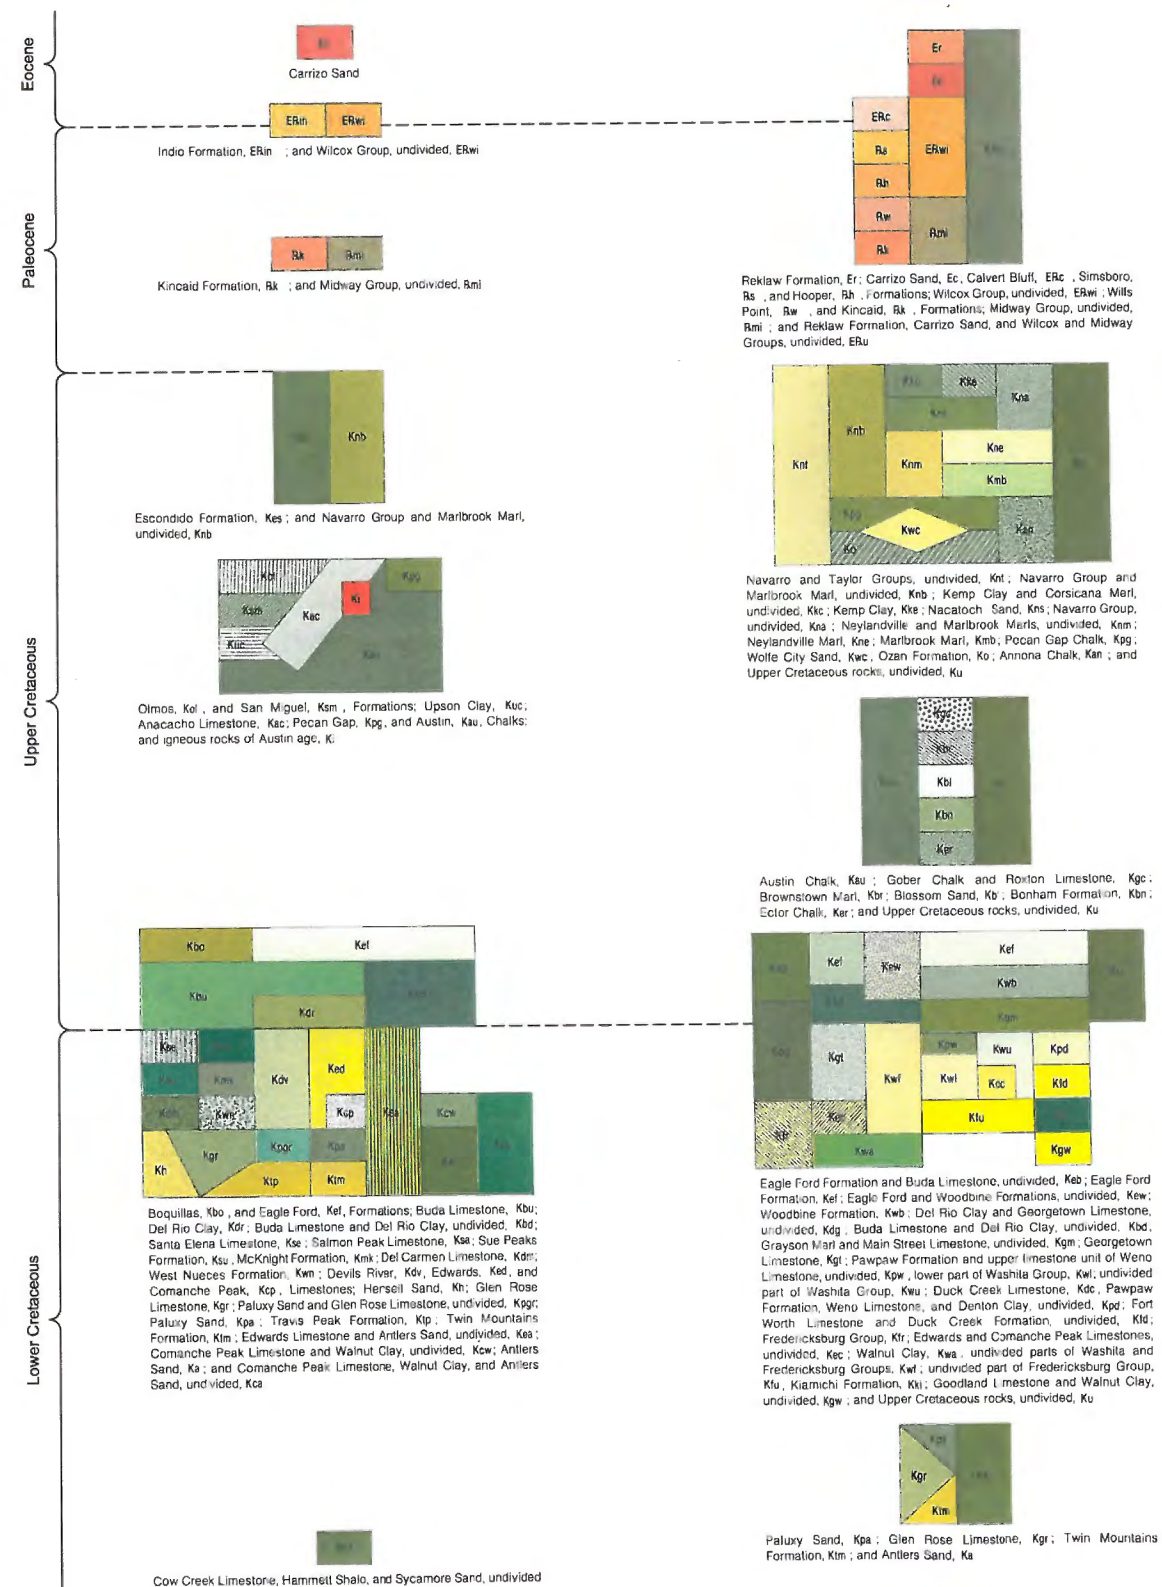 Eocene
Carrizo Sand
ERin ERwi
Indio Formation, ERin ; and Wilcox Group, undivided, ERwi
Paleocene
Rk Rmi
Kincaid Formation, Rk ; and Midway Group, undivided, Rmi
Er
ERc
Rs ERwi
Rh
Rw
Rmi
Rk
Reklaw Formation, Er; Carrizo Sand, Ec, Calvert Bluff, ERc , Simsboro,
Rs , and Hooper, Rh , Formations; Wilcox Group, undivided, ERwi ; Wills
Point, Rw , and Kincaid, Rk , Formations; Midway Group, undivided,
Rmi ; and Reklaw Formation, Carrizo Sand, and Wilcox and Midway
Groups, undivided, ERu
Upper Cretaceous
Knb
Escondido Formation, Kes ; and Navarro Group and Marlbrook Marl,
undivided, Knb
Kol Kpg
Ksm Kac Ki
Kuc Kau
Olmos, Kol , and San Miguel, Ksm , Formations; Upson Clay, Kuc;
Anacacho Limestone, Kac; Pecan Gap, Kpg, and Austin, Kau, Chalks;
and igneous rocks of Austin age, Ki
Kkc Kke Kna
Kns
Knt Knb Knm Kne
Kmb
Kpg Kwc Kan
Ko
Navarro and Taylor Groups, undivided, Knt ; Navarro Group and
Marlbrook Marl, undivided, Knb ; Kemp Clay and Corsicana Marl,
undivided, Kkc; Kemp Clay, Kke; Nacatoch Sand, Kns; Navarro Group,
undivided, Kna ; Neylandville and Marlbrook Marls, undivided, Knm;
Neylandville Marl, Kne; Marlbrook Marl, Kmb; Pecan Gap Chalk, Kpg;
Wolfe City Sand, Kwc , Ozan Formation, Ko; Annona Chalk, Kan ; and
Upper Cretaceous rocks, undivided, Ku
Kgc
Kbr
Kbl
Kbn
Ker
Austin Chalk, Kau ; Gober Chalk and Roxton Limestone, Kgc;
Brownstown Marl, Kbr; Blossom Sand, Kb ; Bonham Formation, Kbn;
Ector Chalk, Ker; and Upper Cretaceous rocks, undivided, Ku
Kbo Kef
Kbu
Kdr
Lower Cretaceous
Kse
Kdv Ked
Kwn Kcp Kcw
Kh Kgr Kpgr Kpa
Ktp Ktm
Boquillas, Kbo , and Eagle Ford, Kef, Formations; Buda Limestone, Kbu;
Del Rio Clay, Kdr; Buda Limestone and Del Rio Clay, undivided, Kbd;
Santa Elena Limestone, Kse ; Salmon Peak Limestone, Ksa; Sue Peaks
Formation, Ksu , McKnight Formation, Kmk; Del Carmen Limestone, Kdm;
West Nueces Formation, Kwn ; Devils River, Kdv, Edwards, Ked, and
Comanche Peak, Kcp , Limestones; Hensell Sand, Kh; Glen Rose
Limestone, Kgr ; Paluxy Sand and Glen Rose Limestone, undivided, Kpgr;
Paluxy Sand, Kpa ; Travis Peak Formation, Ktp ; Twin Mountains
Formation, Ktm ; Edwards Limestone and Antlers Sand, undivided, Kea;
Comanche Peak Limestone and Walnut Clay, undivided, Kcw; Antlers
Sand, Ka ; and Comanche Peak Limestone, Walnut Clay, and Antlers
Sand, undivided, Kca
Kef Kew Kef
Kwb
Kgm
Kgt Kwf Kpw Kwu Kpd
Kwl Kdc Kfd
Kfu
Kwa Kgw
Eagle Ford Formation and Buda Limestone, undivided, Keb ; Eagle Ford
Formation, Kef ; Eagle Ford and Woodbine Formations, undivided, Kew;
Woodbine Formation, Kwb ; Del Rio Clay and Georgetown Limestone,
undivided, Kdg , Buda Limestone and Del Rio Clay, undivided, Kbd,
Grayson Marl and Main Street Limestone, undivided, Kgm ; Georgetown
Limestone, Kgt ; Pawpaw Formation and upper limestone unit of Weno
Limestone, undivided, Kpw , lower part of Washita Group, Kwl; undivided
part of Washita Group, Kwu ; Duck Creek Limestone, Kdc, Pawpaw
Formation, Weno Limestone, and Denton Clay, undivided, Kpd; Fort
Worth Limestone and Duck Creek Formation, undivided, Kfd;
Fredericksburg Group, Kfr; Edwards and Comanche Peak Limestones,
undivided, Kec ; Walnut Clay, Kwa , undivided parts of Washita and
Fredericksburg Groups, Kwf ; undivided part of Fredericksburg Group,
Kfu , Kiamichi Formation, Kki ; Goodland Limestone and Walnut Clay,
undivided, Kgw ; and Upper Cretaceous rocks, undivided, Ku
Kgr
Ktm
Paluxy Sand, Kpa ; Glen Rose Limestone, Kgr ; Twin Mountains
Formation, Ktm ; and Antlers Sand, Ka
Cow Creek Limestone, Hammett Shale, and Sycamore Sand, undivided